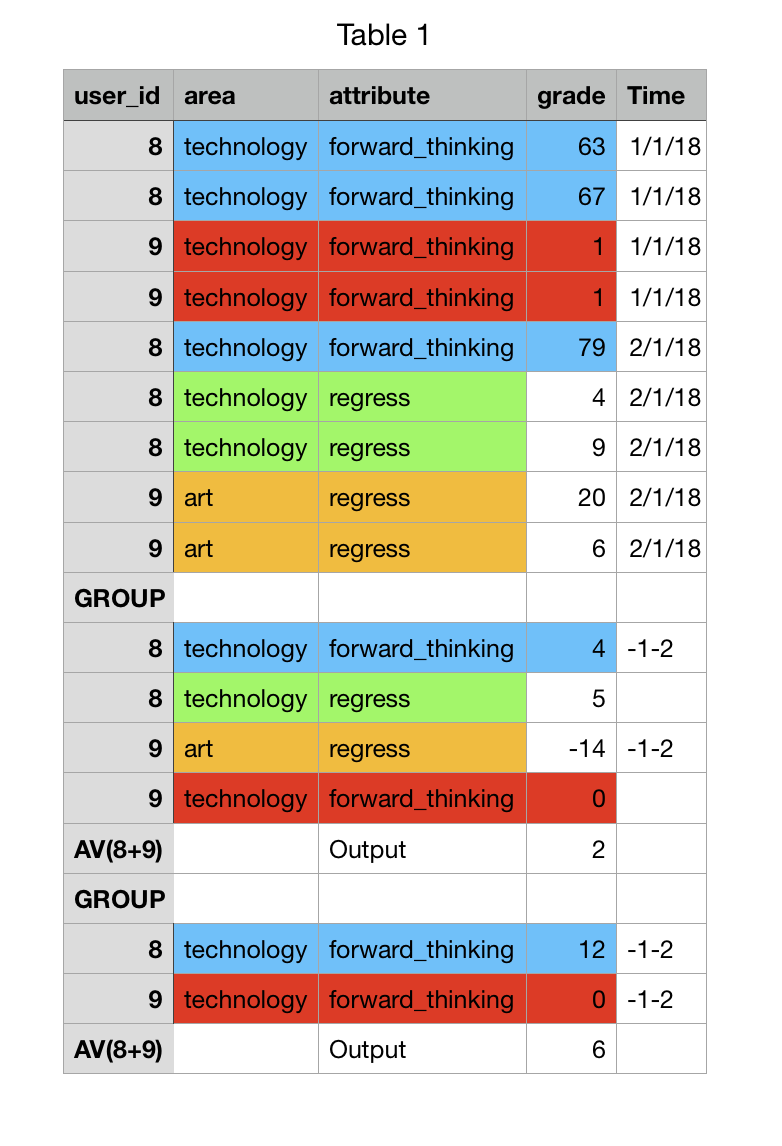 Table 1
user_id area attribute grade Time
8 technology forward_thinking 63 1/1/18
8 technology forward_thinking 67 1/1/18
9 technology forward_thinking 1 1/1/18
9 technology forward_thinking 1 1/1/18
8 technology forward_thinking 79 2/1/18
8 technology regress 4 2/1/18
8 technology regress 9 2/1/18
9 art regress 20 2/1/18
9 art regress 6 2/1/18
GROUP
8 technology forward_thinking 4 -1-2
8 technology regress 5
9 art regress -14 -1-2
9 technology forward_thinking 0
AV(8+9) Output 2
GROUP
8 technology forward_thinking 12 -1-2
9 technology forward_thinking 0 -1-2
AV(8+9) Output 6